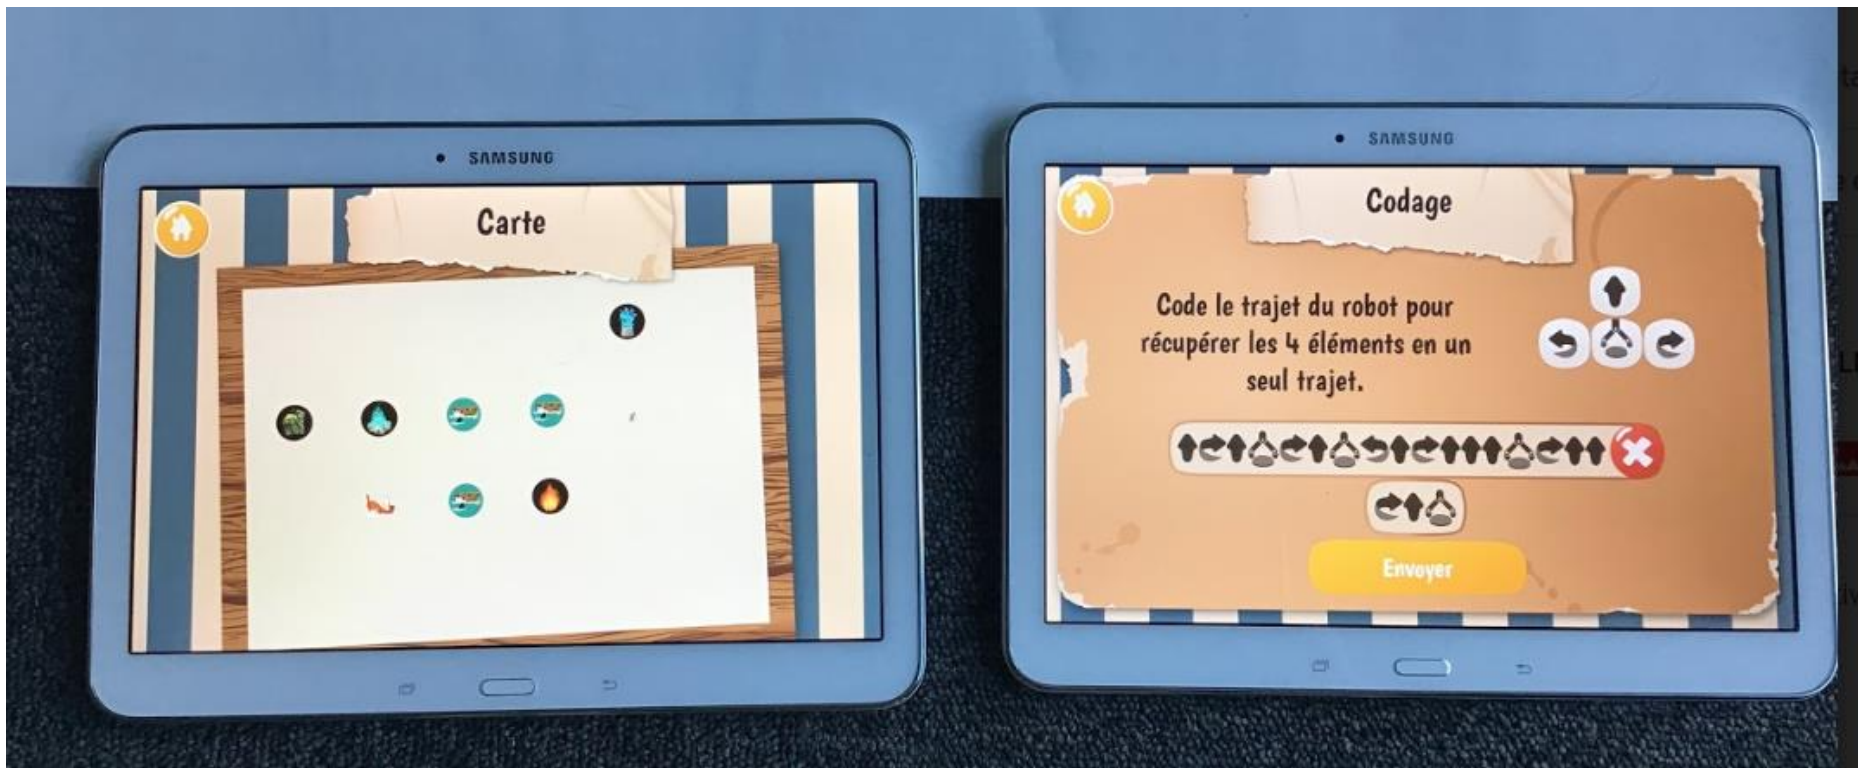 SAMSUNG
Carte
SAMSUNG
Codage
Code le trajet du robot pour
récupérer les 4 éléments en un
seul trajet.
Envoyer